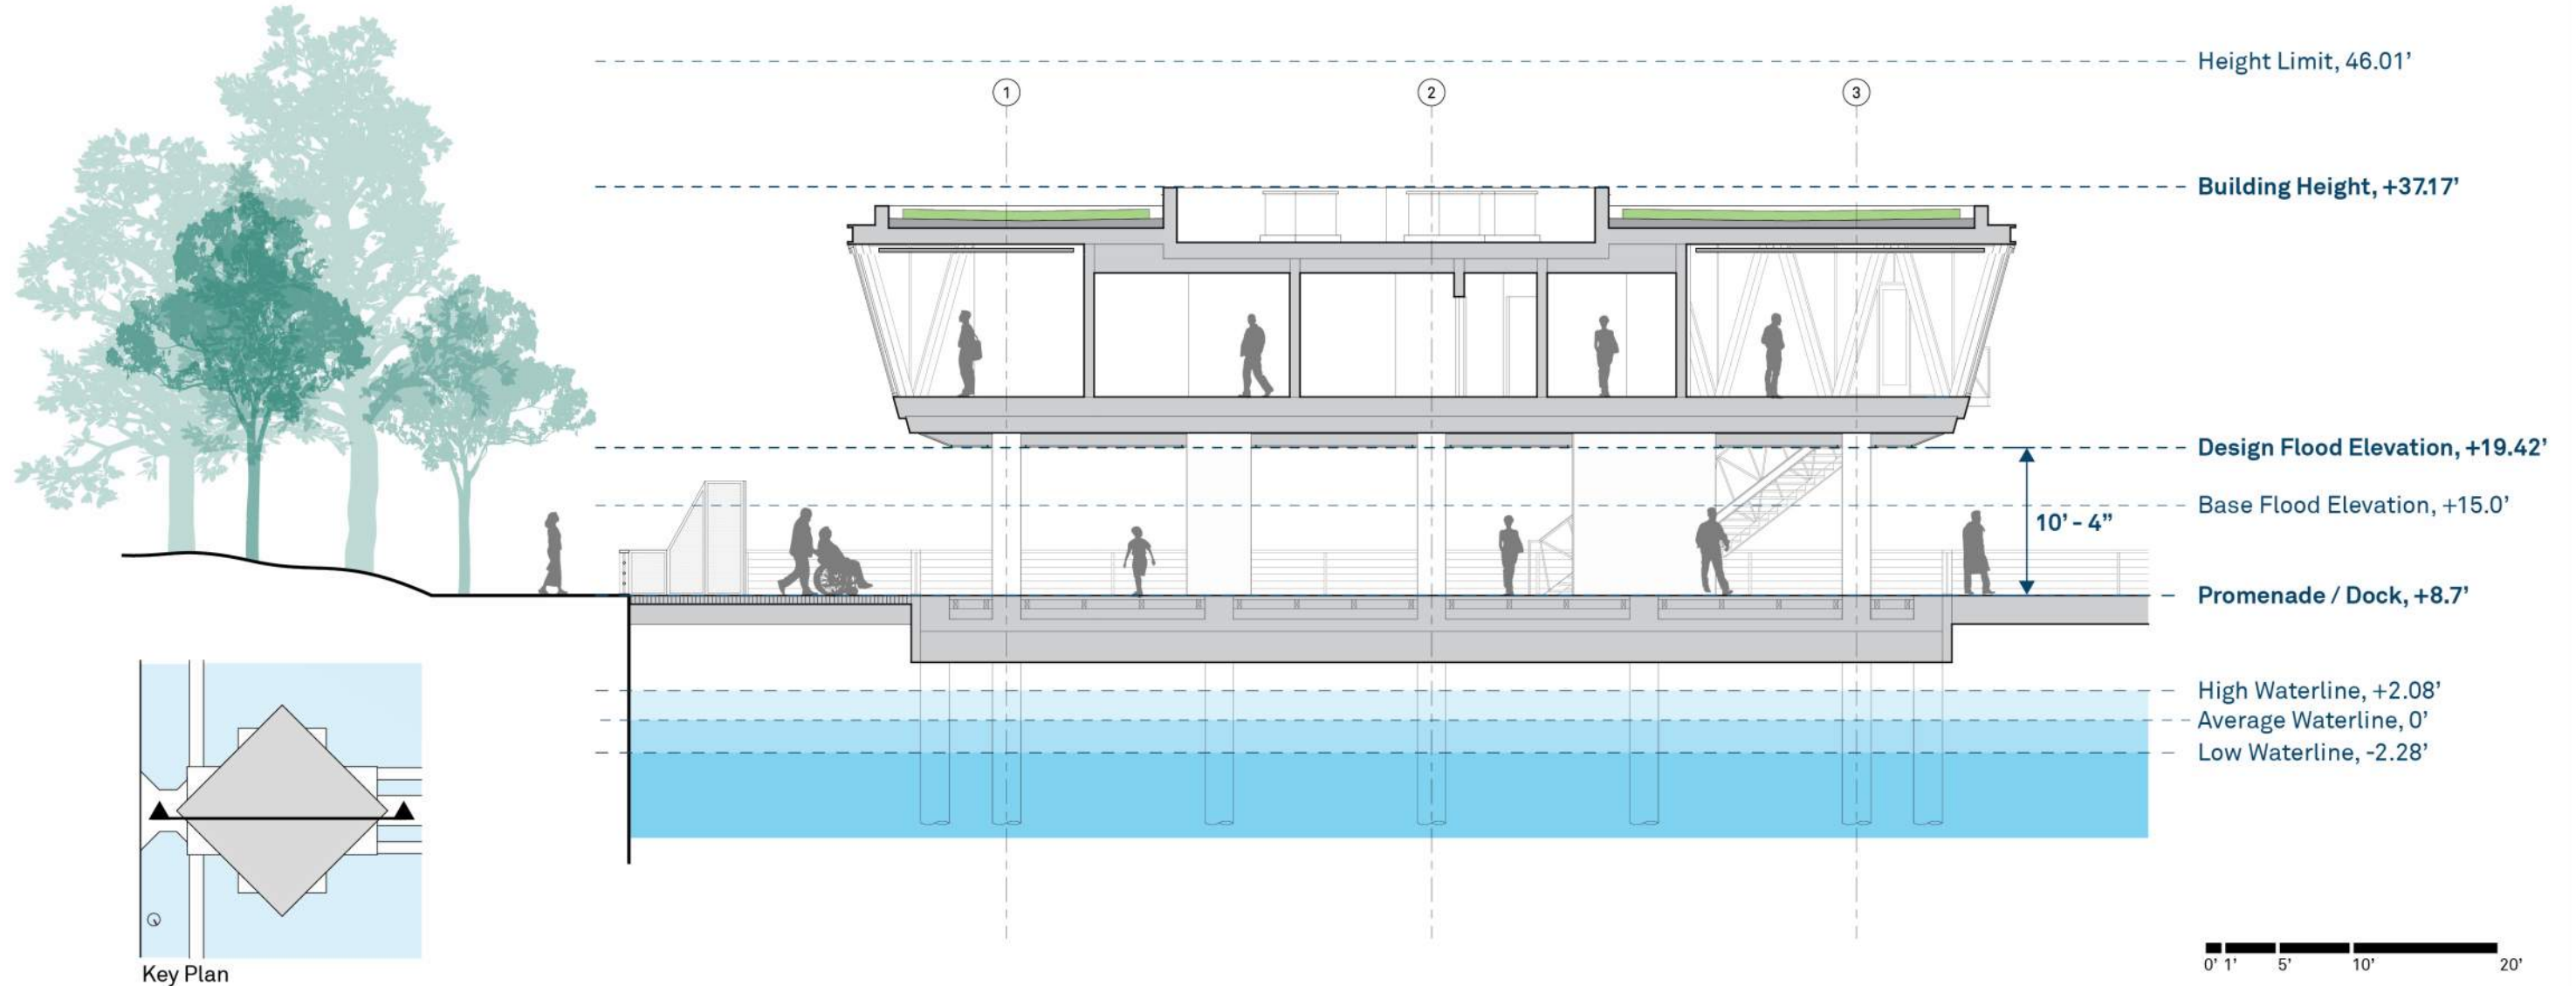 Height Limit, 46.01’
1
2
3
Building Height, +37.17’
Design Flood Elevation, +19.42’
Base Flood Elevation, +15.0’
10’ - 4”
Promenade / Dock, +8.7’
High Waterline, +2.08’
Average Waterline, 0’
Low Waterline, -2.28’
Key Plan
0’ 1’ 5’ 10’ 20’